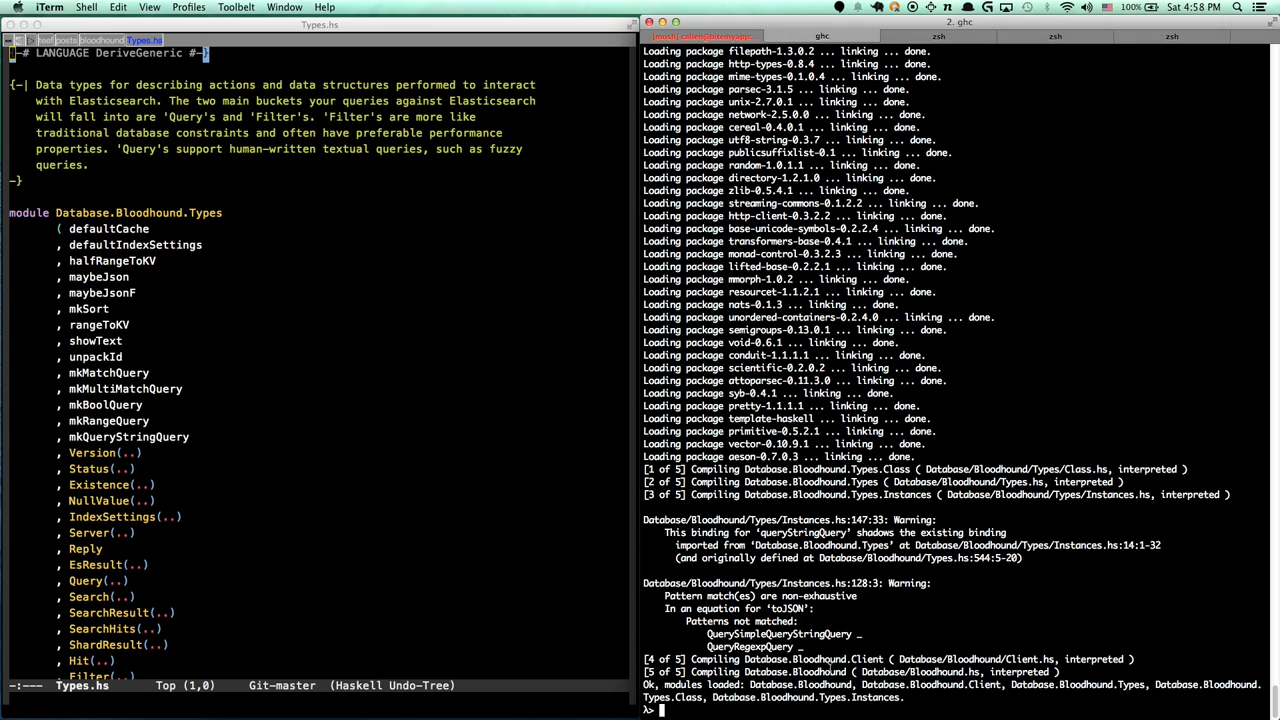 iTerm Shell Edit View Profiles Toolbelt Window Help
100% Sat 4:58 PM
Types.hs
posts bloodhound Types.hs
-# LANGUAGE DeriveGeneric #-}
{-| Data types for describing actions and data structures performed to interact
with Elasticsearch. The two main buckets your queries against Elasticsearch
will fall into are 'Query's and 'Filter's. 'Filter's are more like
traditional database constraints and often have preferable performance
properties. 'Query's support human-written textual queries, such as fuzzy
queries.
-}
module Database.Bloodhound.Types
( defaultCache
, defaultIndexSettings
, halfRangeToKV
, maybeJson
, maybeJsonF
, mkSort
, rangeToKV
, showText
, unpackId
, mkMatchQuery
, mkMultiMatchQuery
, mkBoolQuery
, mkRangeQuery
, mkQueryStringQuery
, Version(..)
, Status(..)
, Existence(..)
, NullValue(..)
, IndexSettings(..)
, Server(..)
, Reply
, EsResult(..)
, Query(..)
, Search(..)
, SearchResult(..)
, SearchHits(..)
, ShardResult(..)
, Hit(..)
, Filter(..)
-:--- Types.hs Top (1,0) Git-master (Haskell Undo-Tree)
2. ghc
[mosh] callen@bitemyapp: ghc zsh zsh zsh
Loading package filepath-1.3.0.2 ... linking ... done.
Loading package http-types-0.8.4 ... linking ... done.
Loading package mime-types-0.1.0.4 ... linking ... done.
Loading package parsec-3.1.5 ... linking ... done.
Loading package unix-2.7.0.1 ... linking ... done.
Loading package network-2.5.0.0 ... linking ... done.
Loading package cereal-0.4.0.1 ... linking ... done.
Loading package utf8-string-0.3.7 ... linking ... done.
Loading package publicsuffixlist-0.1 ... linking ... done.
Loading package random-1.0.1.1 ... linking ... done.
Loading package directory-1.2.1.0 ... linking ... done.
Loading package zlib-0.5.4.1 ... linking ... done.
Loading package streaming-commons-0.1.2.2 ... linking ... done.
Loading package http-client-0.3.2.2 ... linking ... done.
Loading package base-unicode-symbols-0.2.2.4 ... linking ... done.
Loading package transformers-base-0.4.1 ... linking ... done.
Loading package monad-control-0.3.2.3 ... linking ... done.
Loading package lifted-base-0.2.2.1 ... linking ... done.
Loading package mmorph-1.0.2 ... linking ... done.
Loading package resourcet-1.1.2.1 ... linking ... done.
Loading package nats-0.1.3 ... linking ... done.
Loading package unordered-containers-0.2.4.0 ... linking ... done.
Loading package semigroups-0.13.0.1 ... linking ... done.
Loading package void-0.6.1 ... linking ... done.
Loading package conduit-1.1.1.1 ... linking ... done.
Loading package scientific-0.2.0.2 ... linking ... done.
Loading package attoparsec-0.11.3.0 ... linking ... done.
Loading package syb-0.4.1 ... linking ... done.
Loading package pretty-1.1.1.1 ... linking ... done.
Loading package template-haskell ... linking ... done.
Loading package primitive-0.5.2.1 ... linking ... done.
Loading package vector-0.10.9.1 ... linking ... done.
Loading package aeson-0.7.0.3 ... linking ... done.
[1 of 5] Compiling Database.Bloodhound.Types.Class ( Database/Bloodhound/Types/Class.hs, interpreted )
[2 of 5] Compiling Database.Bloodhound.Types ( Database/Bloodhound/Types.hs, interpreted )
[3 of 5] Compiling Database.Bloodhound.Types.Instances ( Database/Bloodhound/Types/Instances.hs, interpreted )
Database/Bloodhound/Types/Instances.hs:147:33: Warning:
This binding for ‘queryStringQuery’ shadows the existing binding
imported from ‘Database.Bloodhound.Types’ at Database/Bloodhound/Types/Instances.hs:14:1-32
(and originally defined at Database/Bloodhound/Types.hs:544:5-20)
Database/Bloodhound/Types/Instances.hs:128:3: Warning:
Pattern match(es) are non-exhaustive
In an equation for ‘toJSON’:
Patterns not matched:
QuerySimpleQueryStringQuery _
QueryRegexpQuery _
[4 of 5] Compiling Database.Bloodhound.Client ( Database/Bloodhound/Client.hs, interpreted )
[5 of 5] Compiling Database.Bloodhound ( Database/Bloodhound.hs, interpreted )
Ok, modules loaded: Database.Bloodhound, Database.Bloodhound.Client, Database.Bloodhound.Types, Database.Bloodhound.
Types.Class, Database.Bloodhound.Types.Instances.
λ>